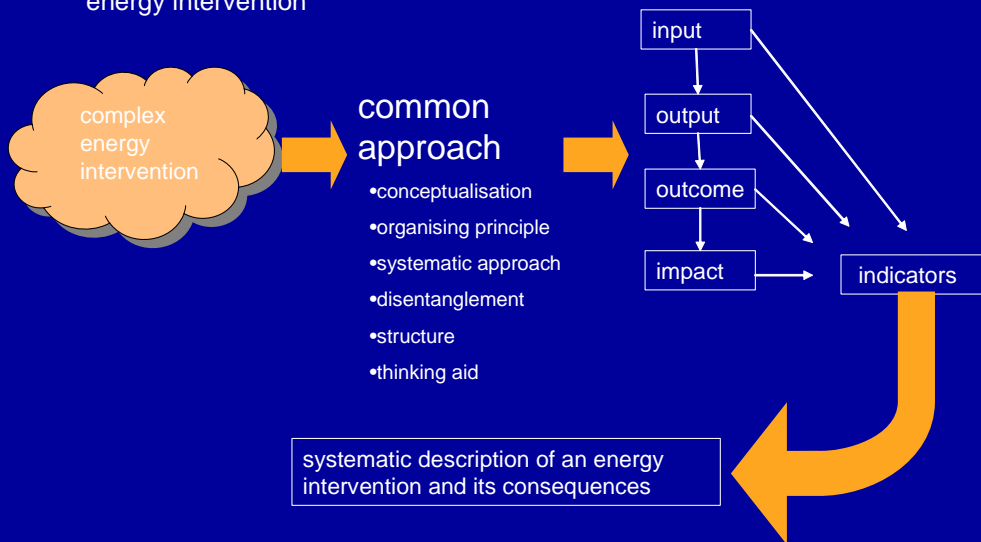 energy intervention
complex
energy
intervention
common
approach
•conceptualisation
•organising principle
•systematic approach
•disentanglement
•structure
•thinking aid
input
output
outcome
impact
indicators
systematic description of an energy
intervention and its consequences